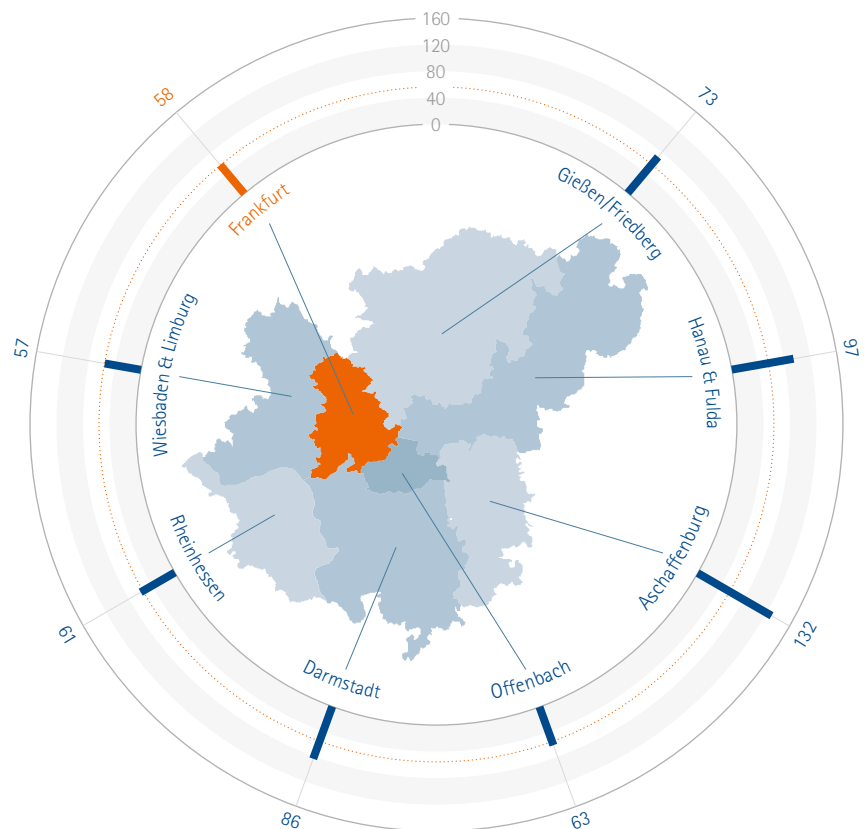 160
120
80
40
0
58
Frankfurt
73
Gießen/Friedberg
97
Hanau & Fulda
132
Aschaffenburg
63
Offenbach
86
Darmstadt
61
Rheinhessen
57
Wiesbaden & Limburg